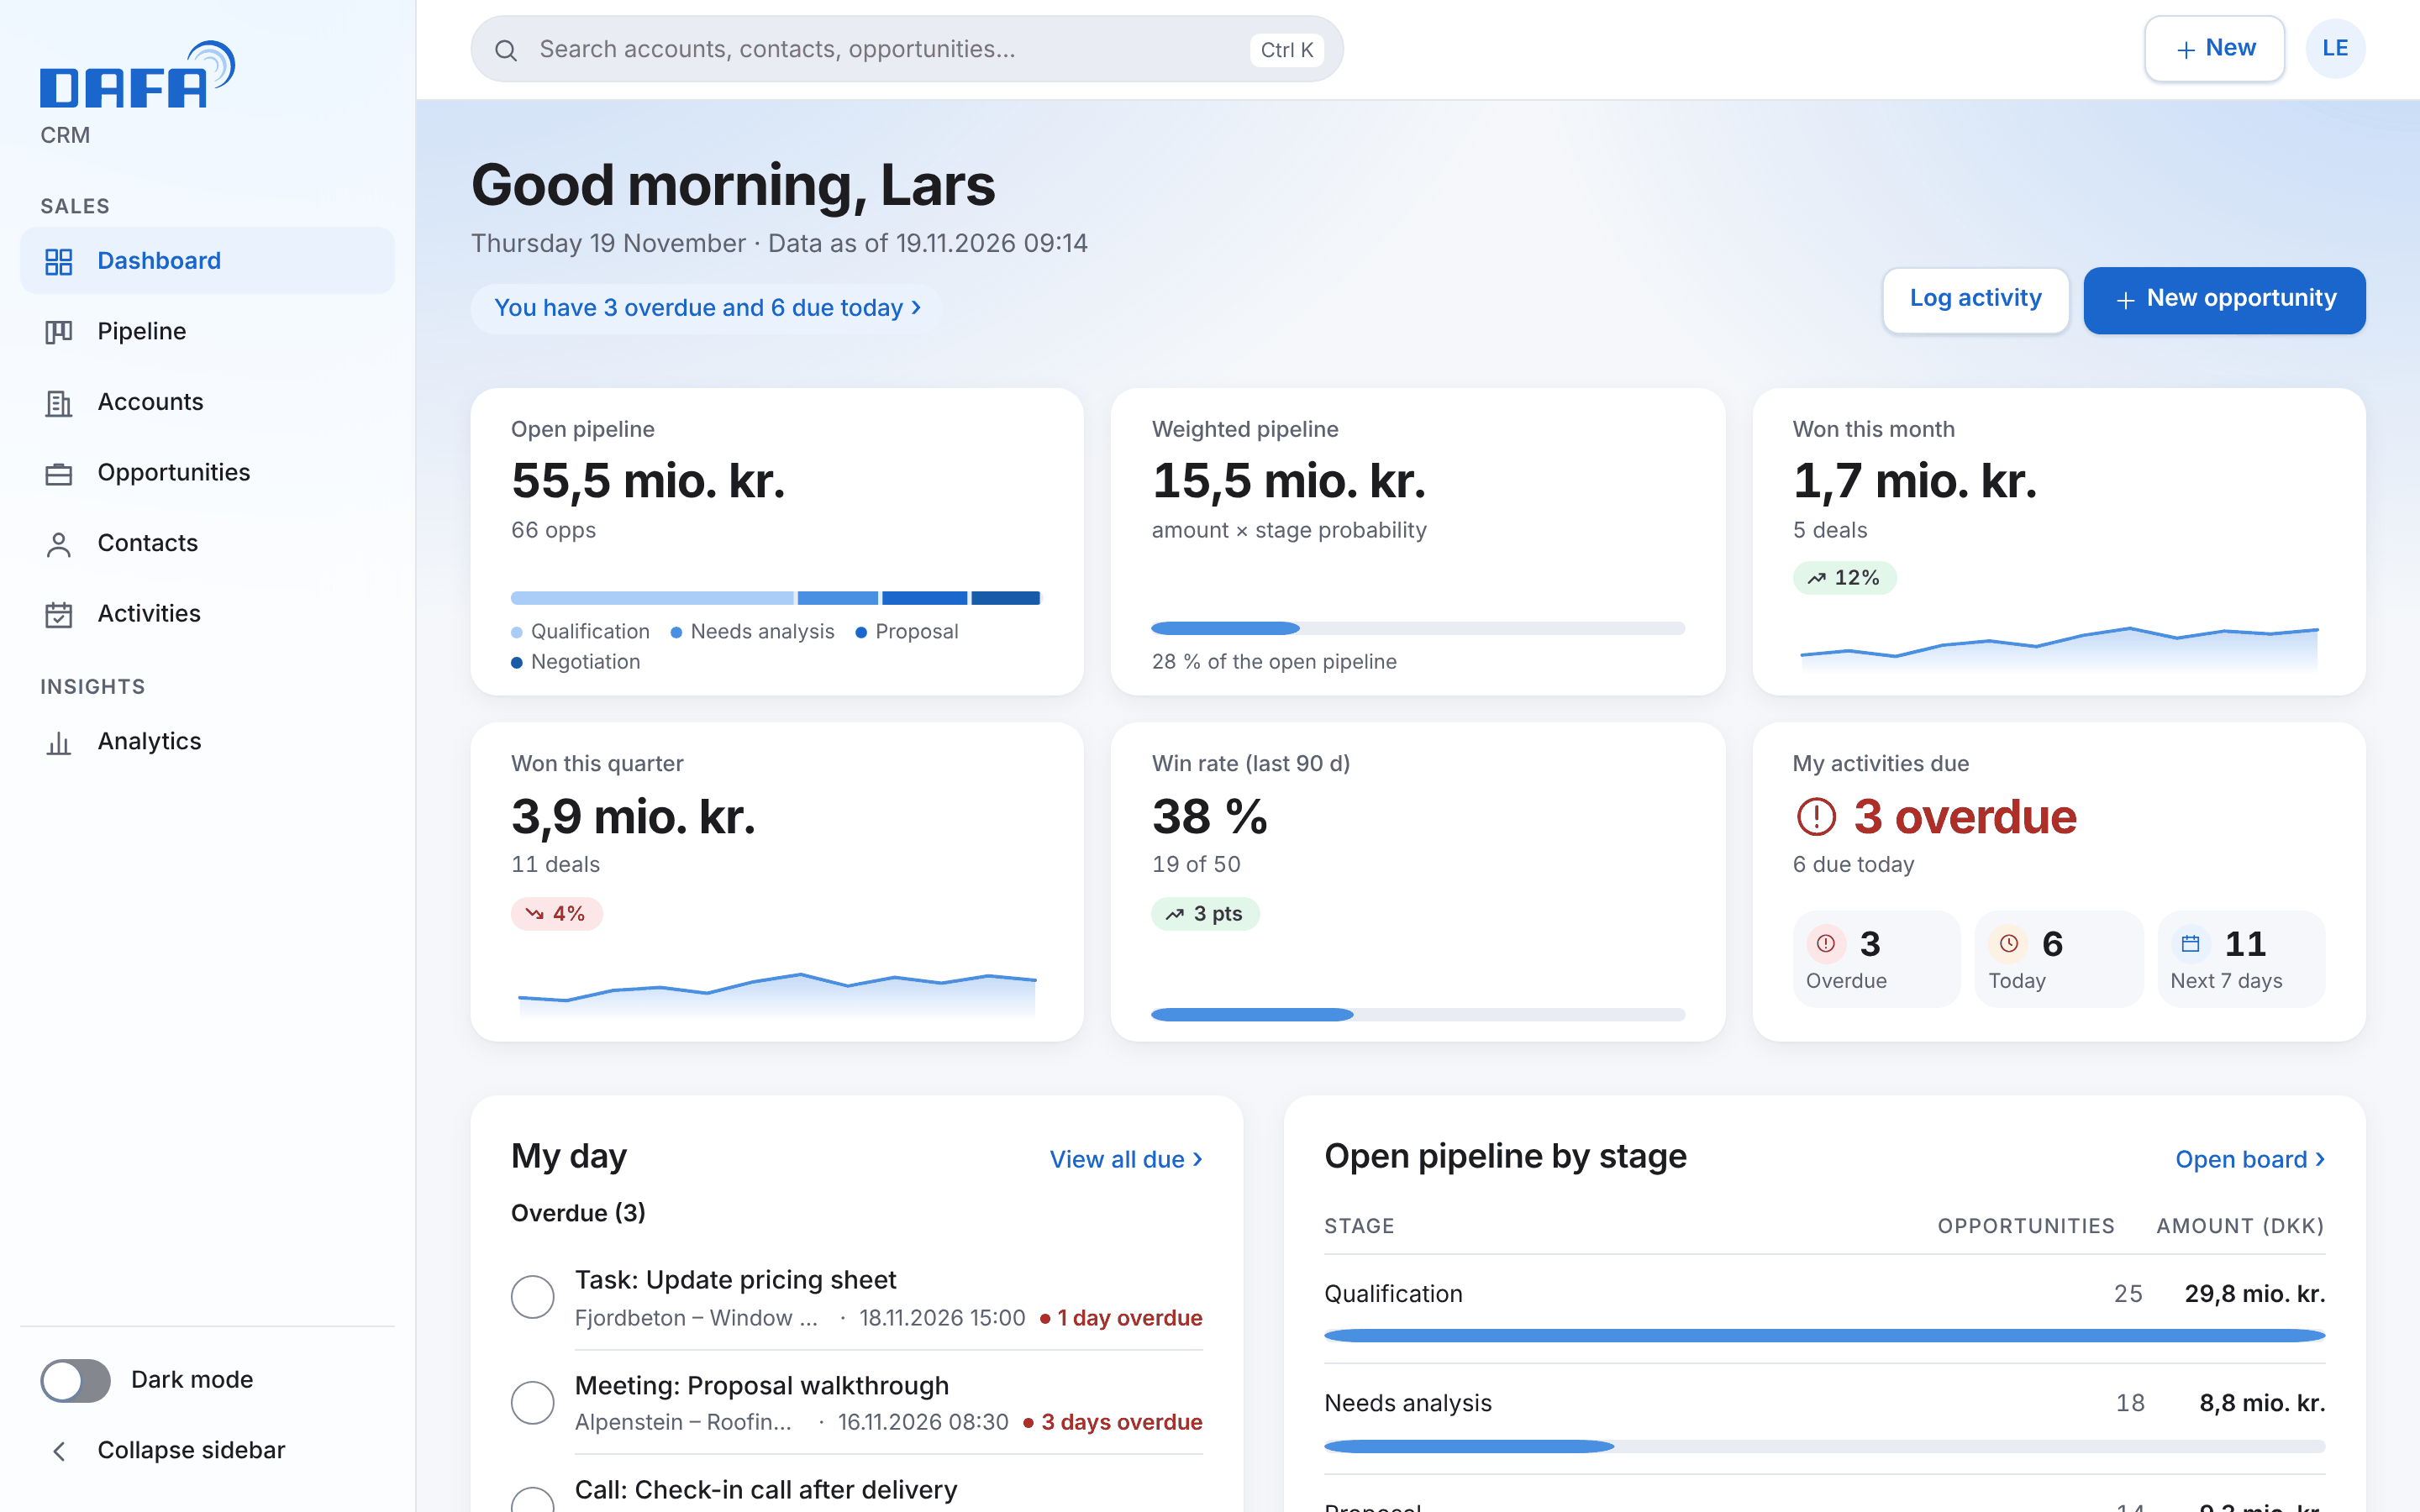 DAFA
CRM
SALES
Dashboard
Pipeline
Accounts
Opportunities
Contacts
Activities
INSIGHTS
Analytics
Dark mode
Collapse sidebar
Search accounts, contacts, opportunities...
Ctrl K
New
LE
Good morning, Lars
Thursday 19 November · Data as of 19.11.2026 09:14
You have 3 overdue and 6 due today ›
Log activity
New opportunity
Open pipeline
55,5 mio. kr.
66 opps
Qualification Needs analysis Proposal
Negotiation
Weighted pipeline
15,5 mio. kr.
amount × stage probability
28 % of the open pipeline
Won this month
1,7 mio. kr.
5 deals
12%
Won this quarter
3,9 mio. kr.
11 deals
4%
Win rate (last 90 d)
38 %
19 of 50
3 pts
My activities due
3 overdue
6 due today
3
Overdue
6
Today
11
Next 7 days
My day
View all due ›
Overdue (3)
Task: Update pricing sheet
Fjordbeton – Window ... · 18.11.2026 15:00 1 day overdue
Meeting: Proposal walkthrough
Alpenstein – Roofin... · 16.11.2026 08:30 3 days overdue
Call: Check-in call after delivery
Open pipeline by stage
Open board ›
STAGE OPPORTUNITIES AMOUNT (DKK)
Qualification 25 29,8 mio. kr.
Needs analysis 18 8,8 mio. kr.
Proposal 14 9,3 mio. kr.